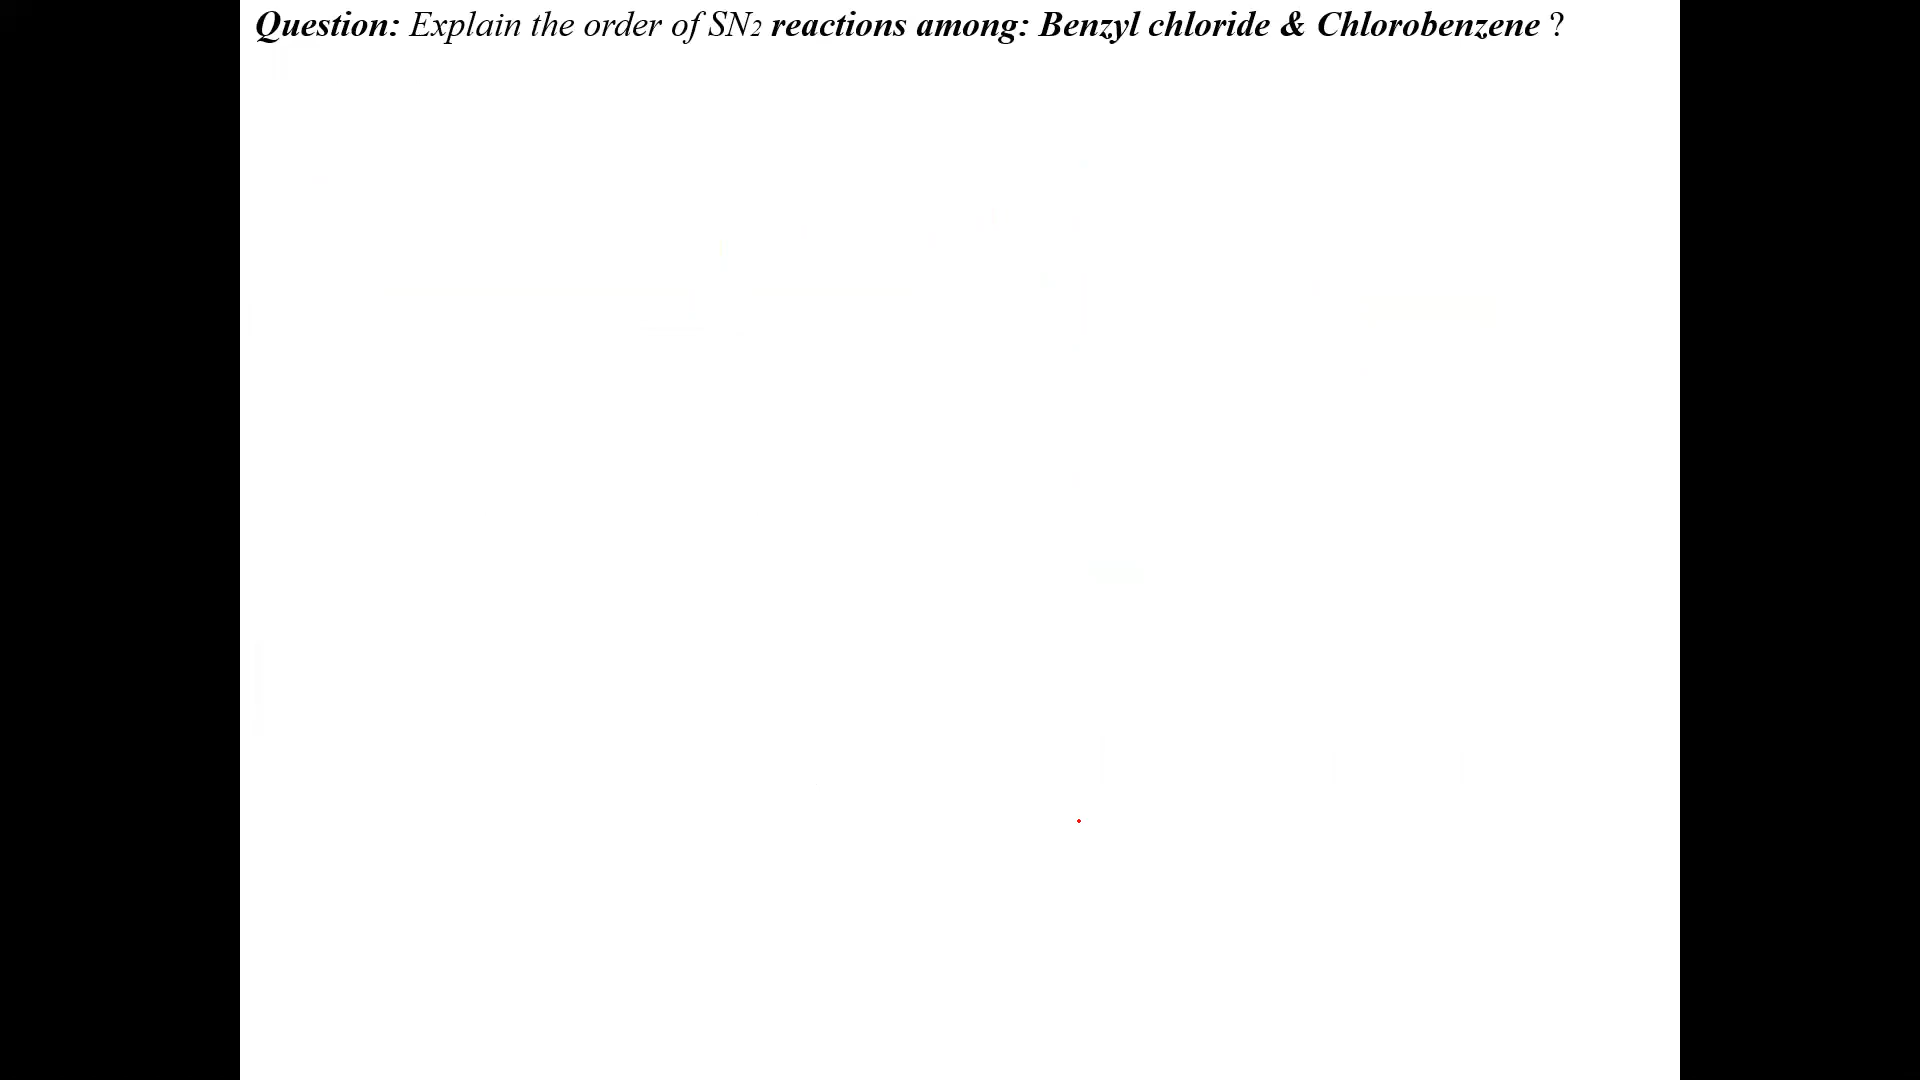 Question: Explain the order of SN2 reactions among: Benzyl chloride & Chlorobenzene ?